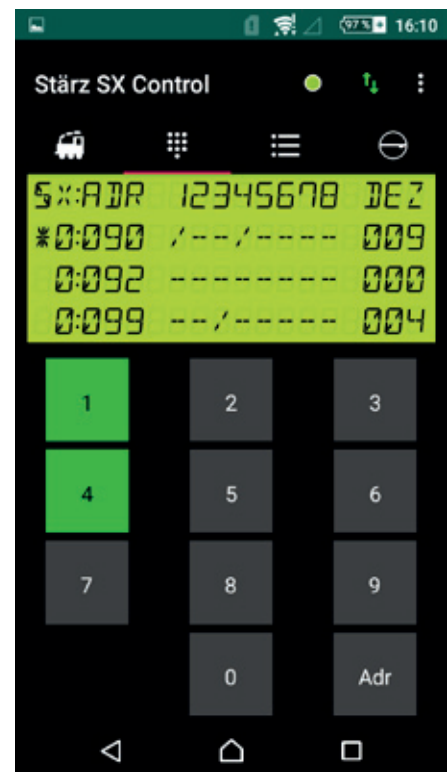 97% 16:10
Stärz SX Control
SX:ADR 12345678 DEZ
*0:090 /--/---- 009
0:092 -------- 000
0:099 --/----- 004
1 2 3
4 5 6
7 8 9
0 Adr